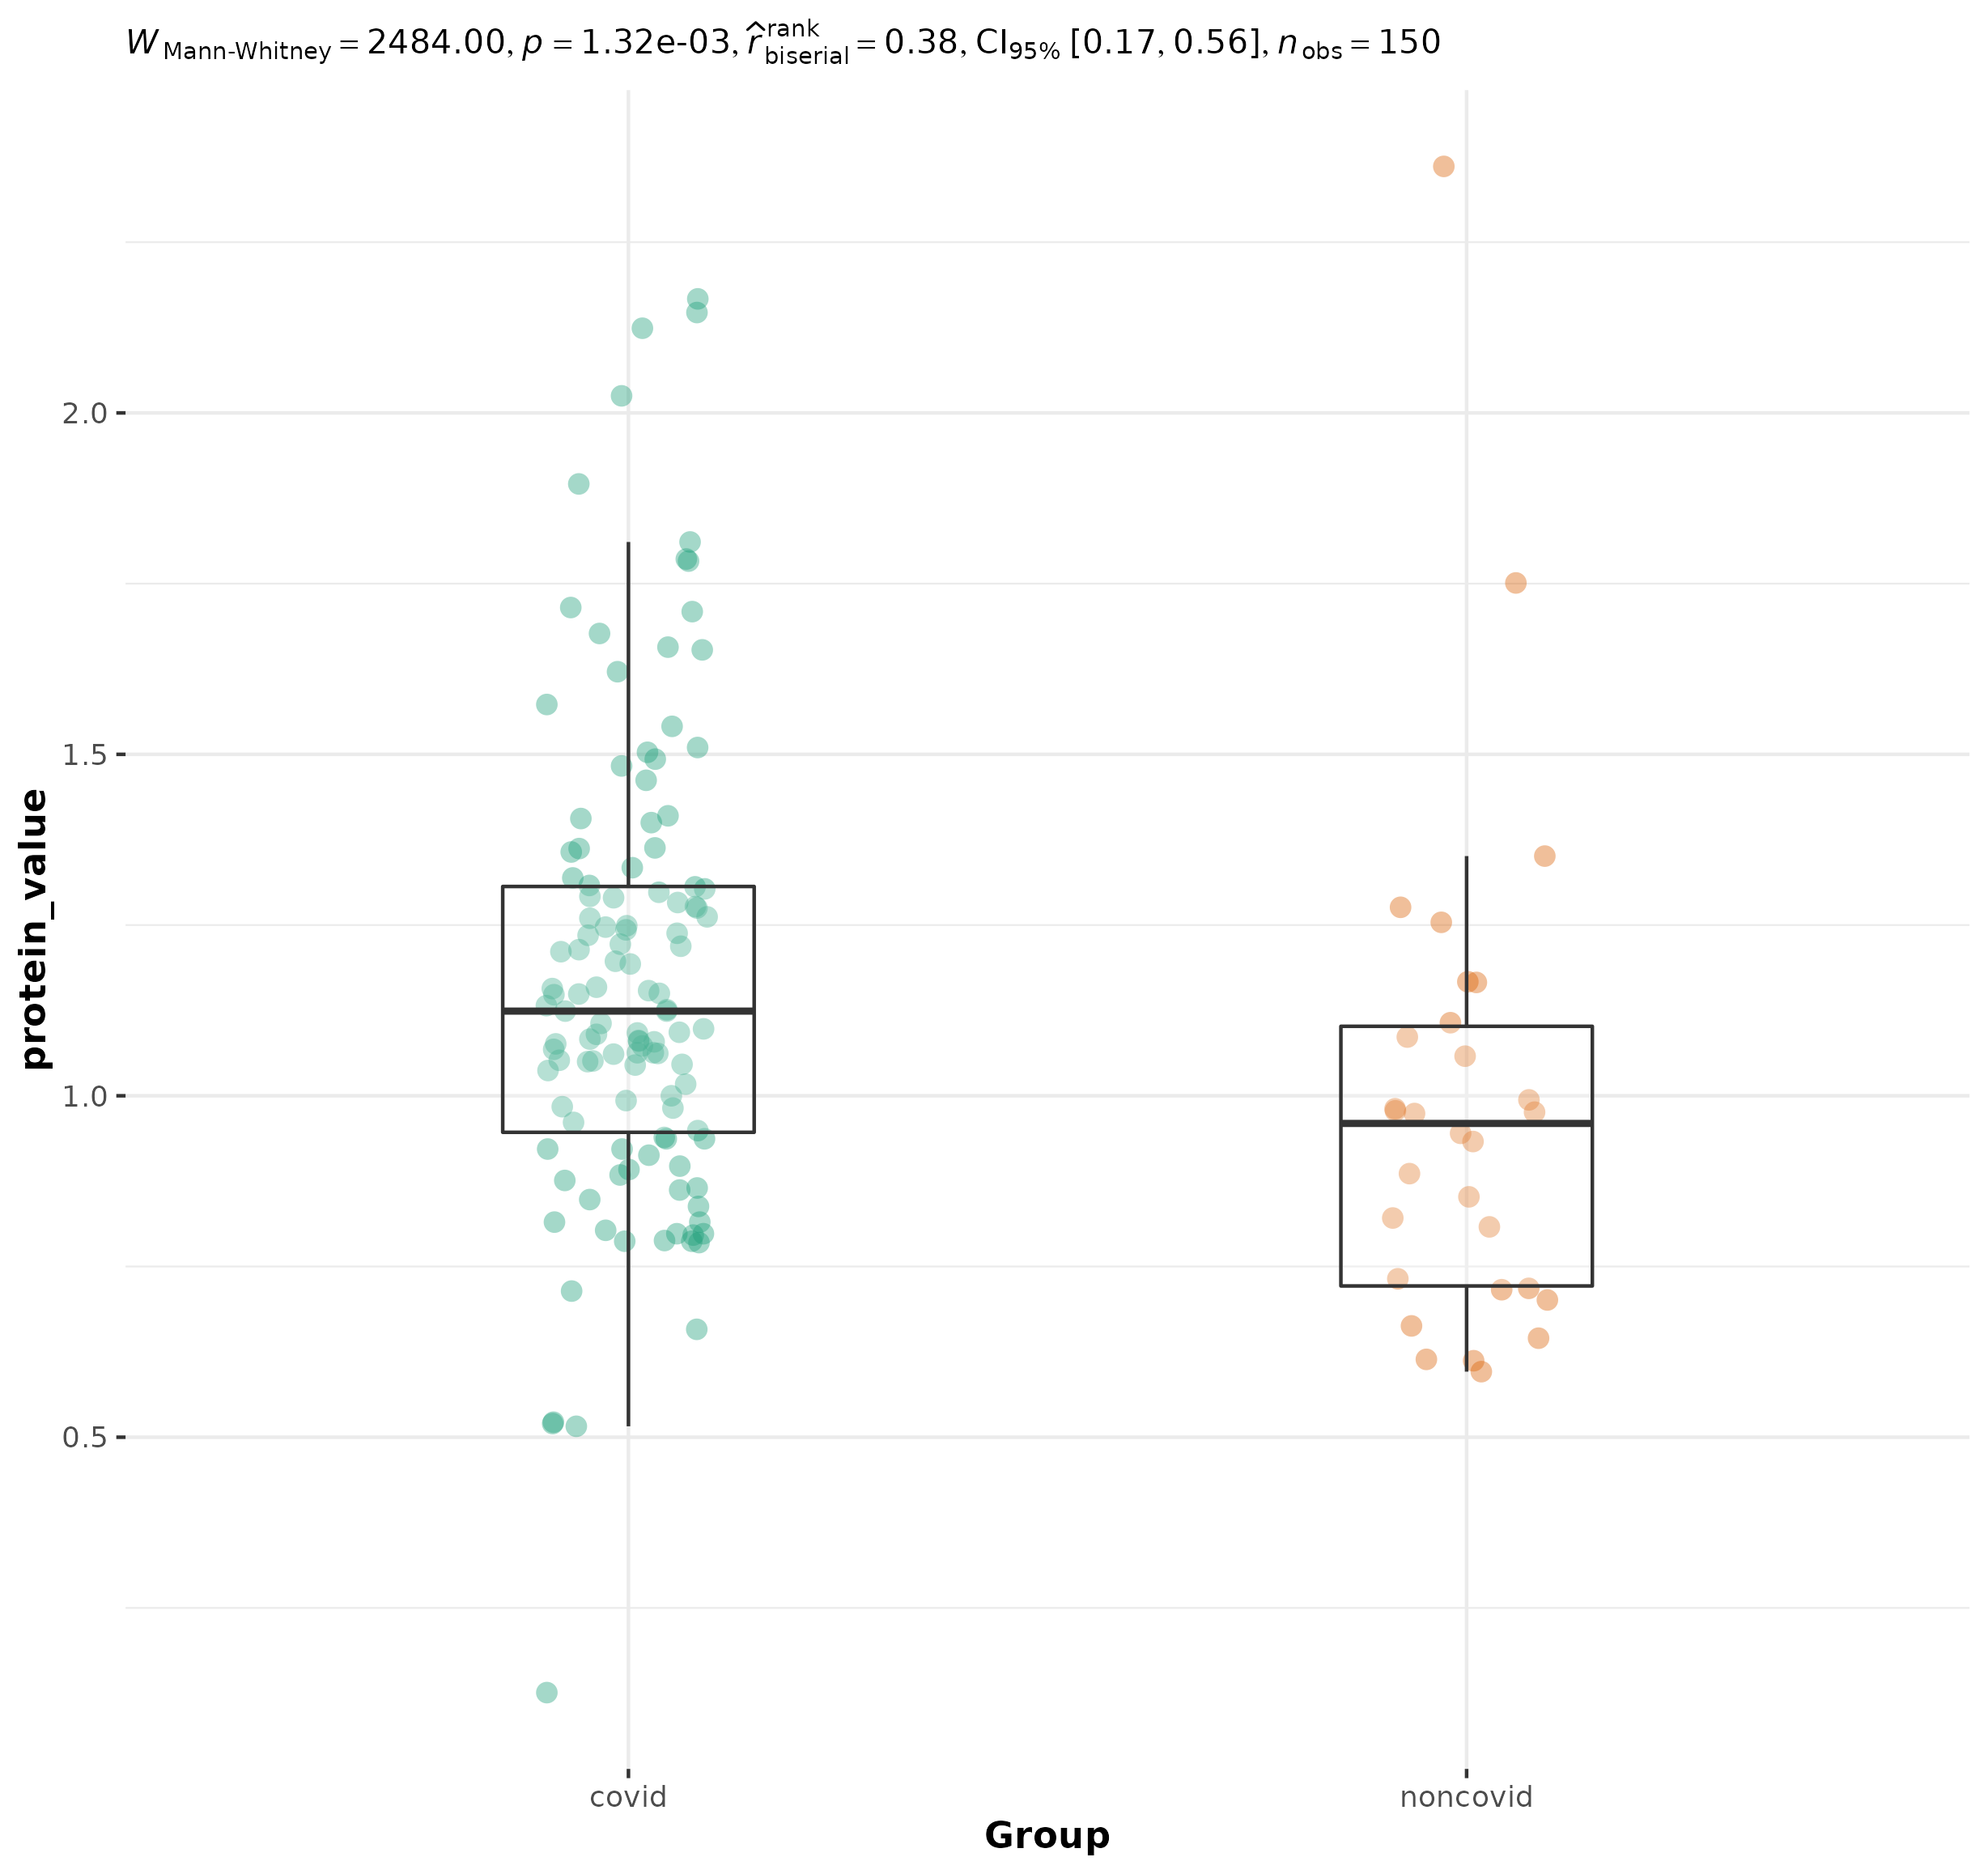 W Mann-Whitney = 2484.00, p = 1.32e-03, r̂ rank biserial = 0.38, CI95% [0.17, 0.56], n obs = 150
protein_value
2.0
1.5
1.0
0.5
covid noncovid
Group